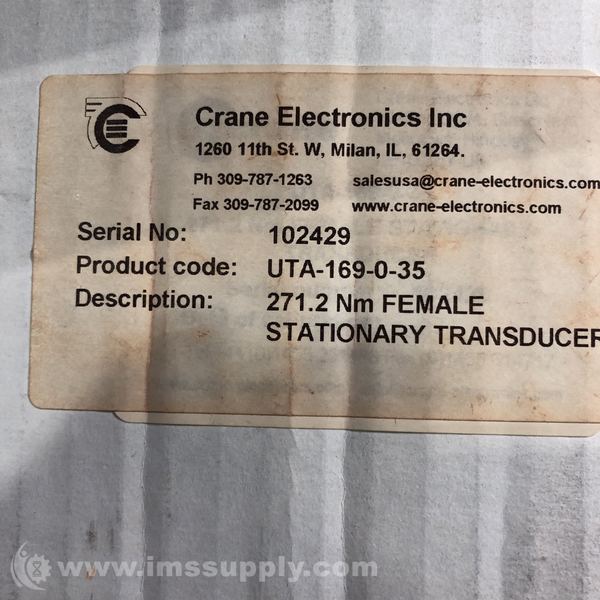 Crane Electronics Inc
1260 11th St. W, Milan, IL, 61264.
Ph 309-787-1263 salesusa@crane-electronics.com
Fax 309-787-2099 www.crane-electronics.com
Serial No: 102429
Product code: UTA-169-0-35
Description: 271.2 Nm FEMALE
STATIONARY TRANSDUCER
www.imssupply.com